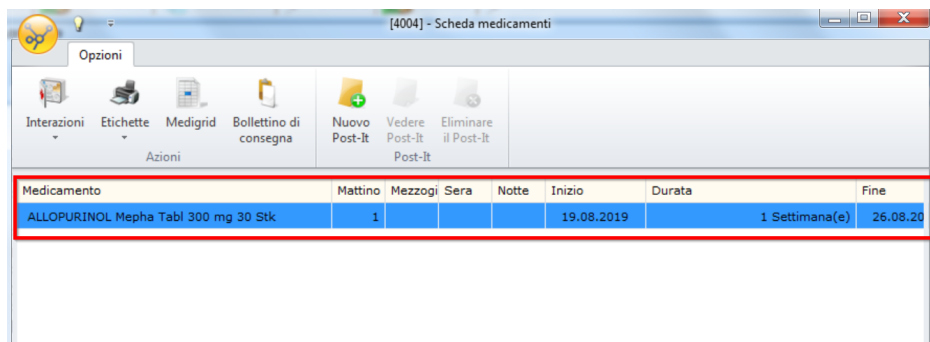 [4004] - Scheda medicamenti
Opzioni
Interazioni Etichette Medigrid Bollettino di consegna Nuovo Post-It Vedere Post-It Eliminare il Post-It
Azioni Post-It
Medicamento Mattino Mezzogi Sera Notte Inizio Durata Fine
ALLOPURINOL Mepha Tabl 300 mg 30 Stk 1 19.08.2019 1 Settimana(e) 26.08.20